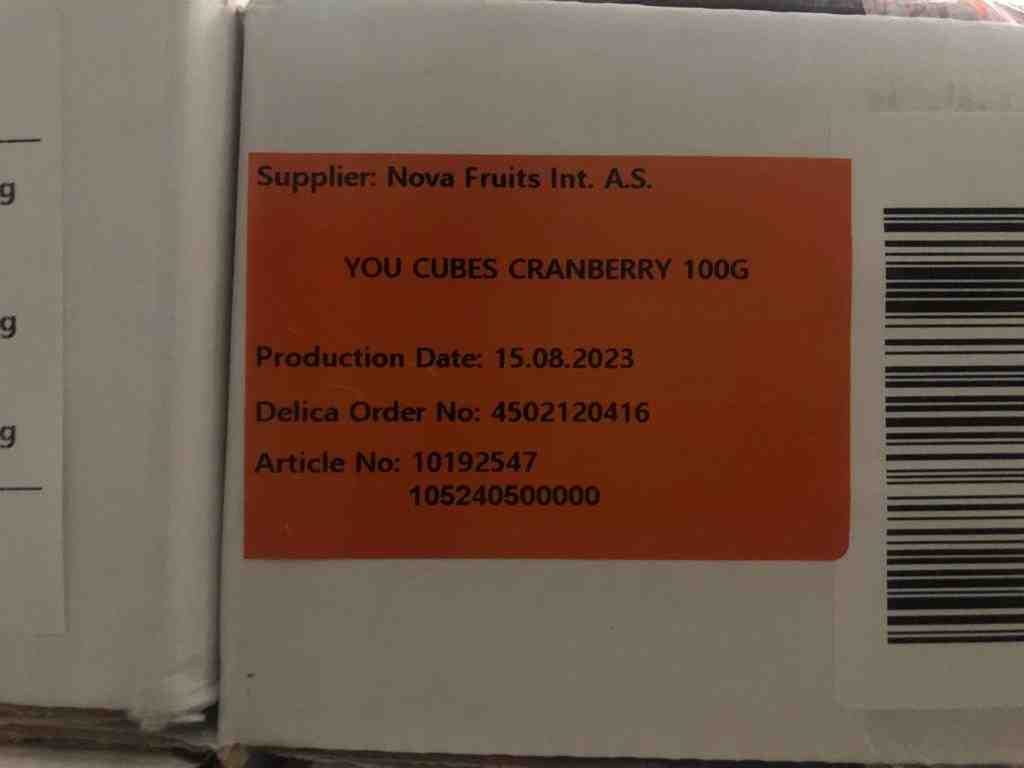 g
g
g
Supplier: Nova Fruits Int. A.S.
YOU CUBES CRANBERRY 100G
Production Date: 15.08.2023
Delica Order No: 4502120416
Article No: 10192547
105240500000